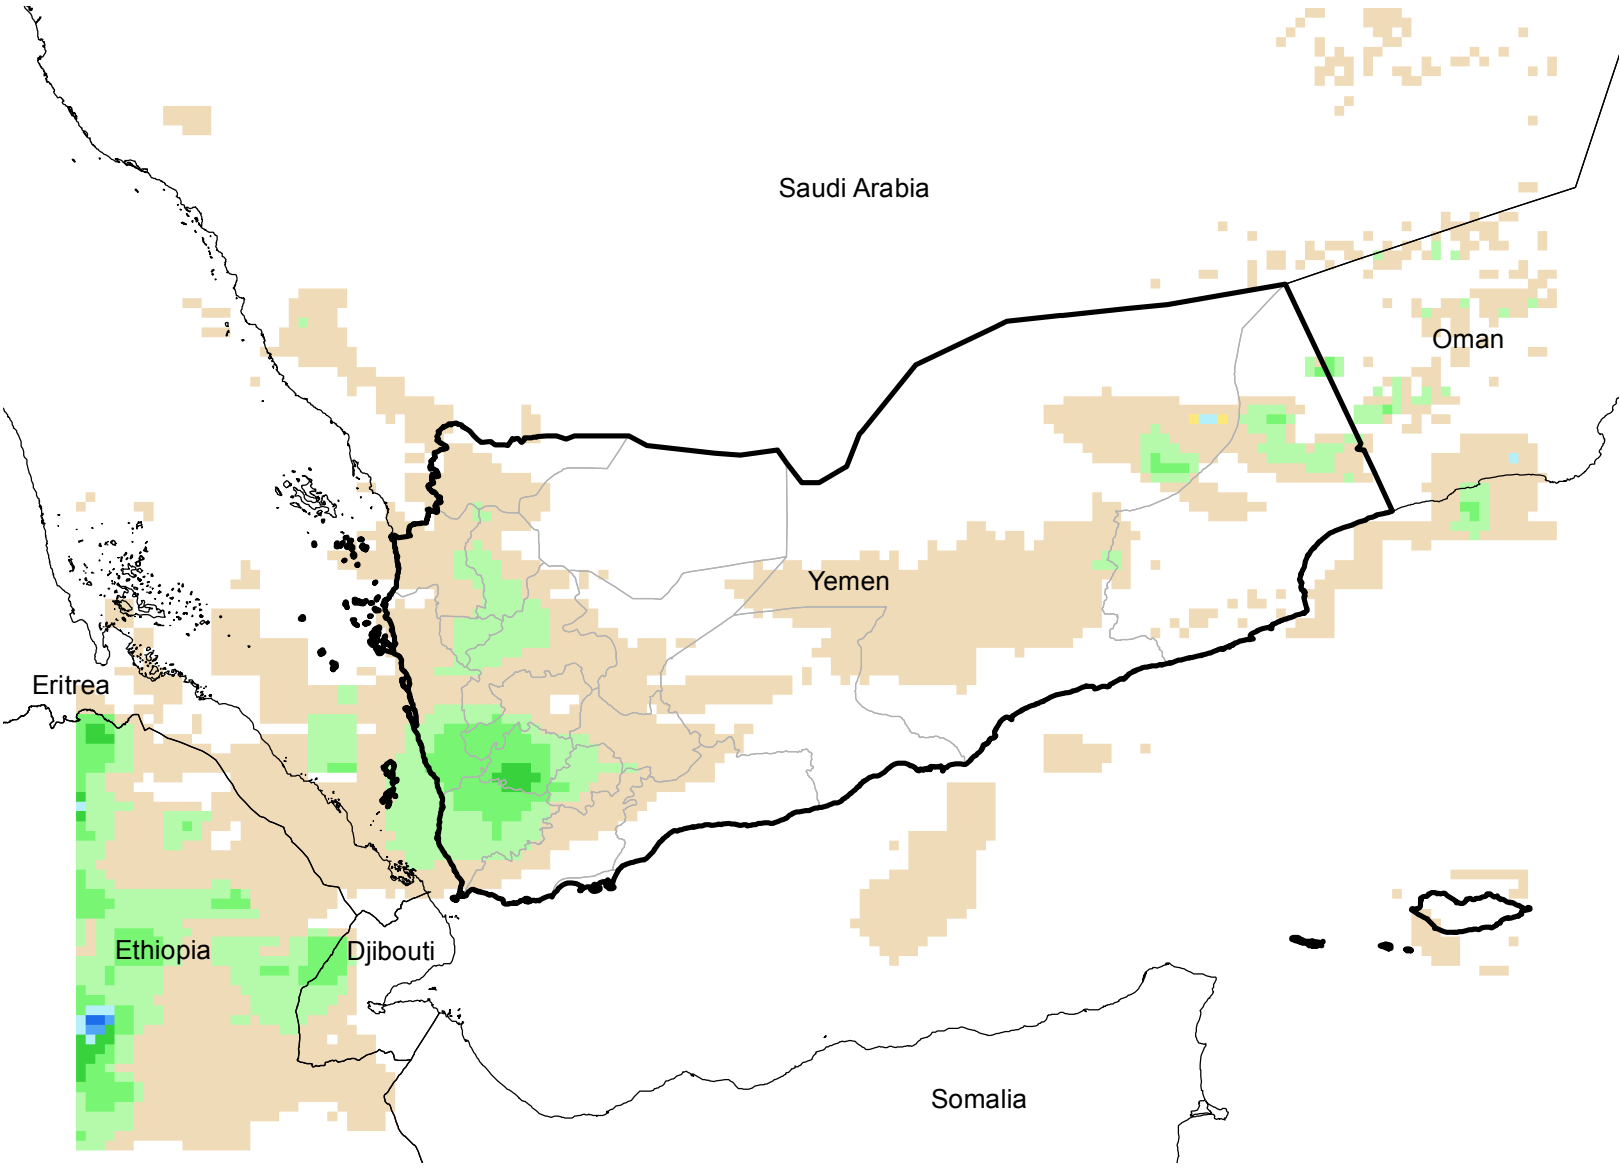 Saudi Arabia
Oman
Yemen
Eritrea
Ethiopia
Djibouti
Somalia